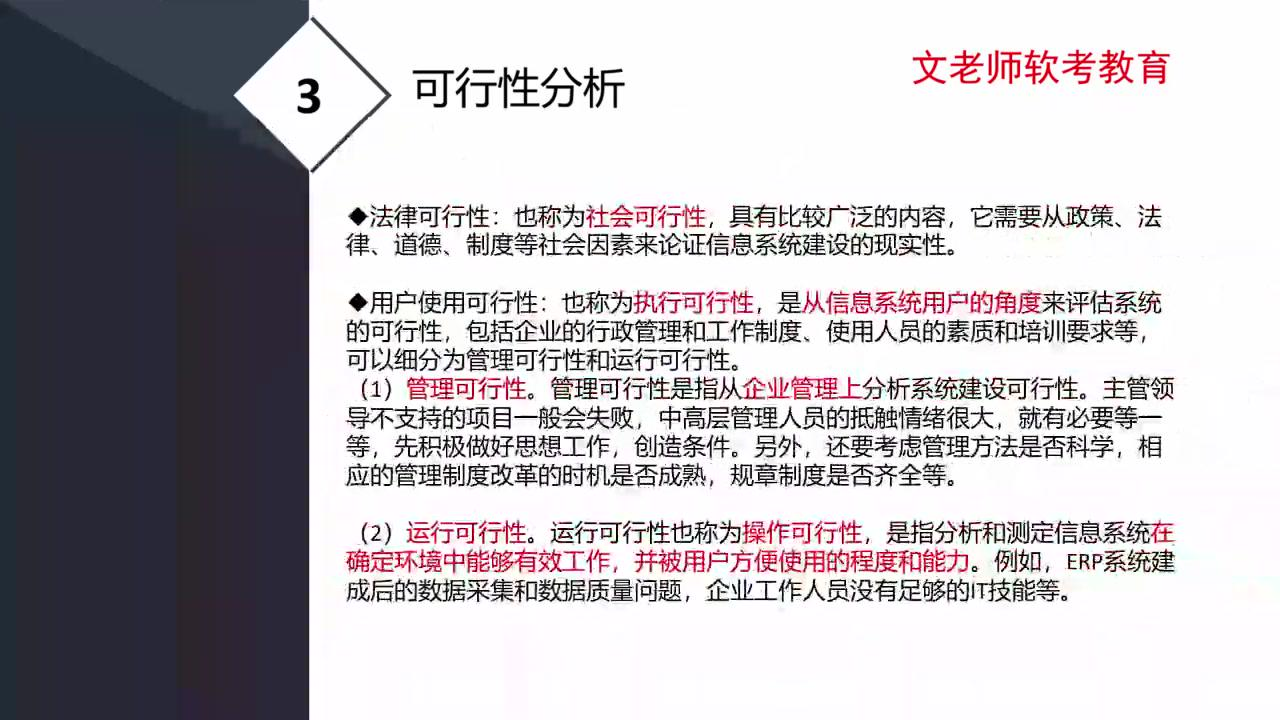 3
可行性分析
文老师软考教育
◆法律可行性：也称为社会可行性，具有比较广泛的内容，它需要从政策、法
律、道德、制度等社会因素来论证信息系统建设的现实性。
◆用户使用可行性：也称为执行可行性，是从信息系统用户的角度来评估系统
的可行性，包括企业的行政管理和工作制度、使用人员的素质和培训要求等，
可以细分为管理可行性和运行可行性。
（1）管理可行性。管理可行性是指从企业管理上分析系统建设可行性。主管领
导不支持的项目一般会失败，中高层管理人员的抵触情绪很大，就有必要等一
等，先积极做好思想工作，创造条件。另外，还要考虑管理方法是否科学，相
应的管理制度改革的时机是否成熟，规章制度是否齐全等。
（2）运行可行性。运行可行性也称为操作可行性，是指分析和测定信息系统在
确定环境中能够有效工作，并被用户方便使用的程度和能力。例如，ERP系统建
成后的数据采集和数据质量问题，企业工作人员没有足够的IT技能等。